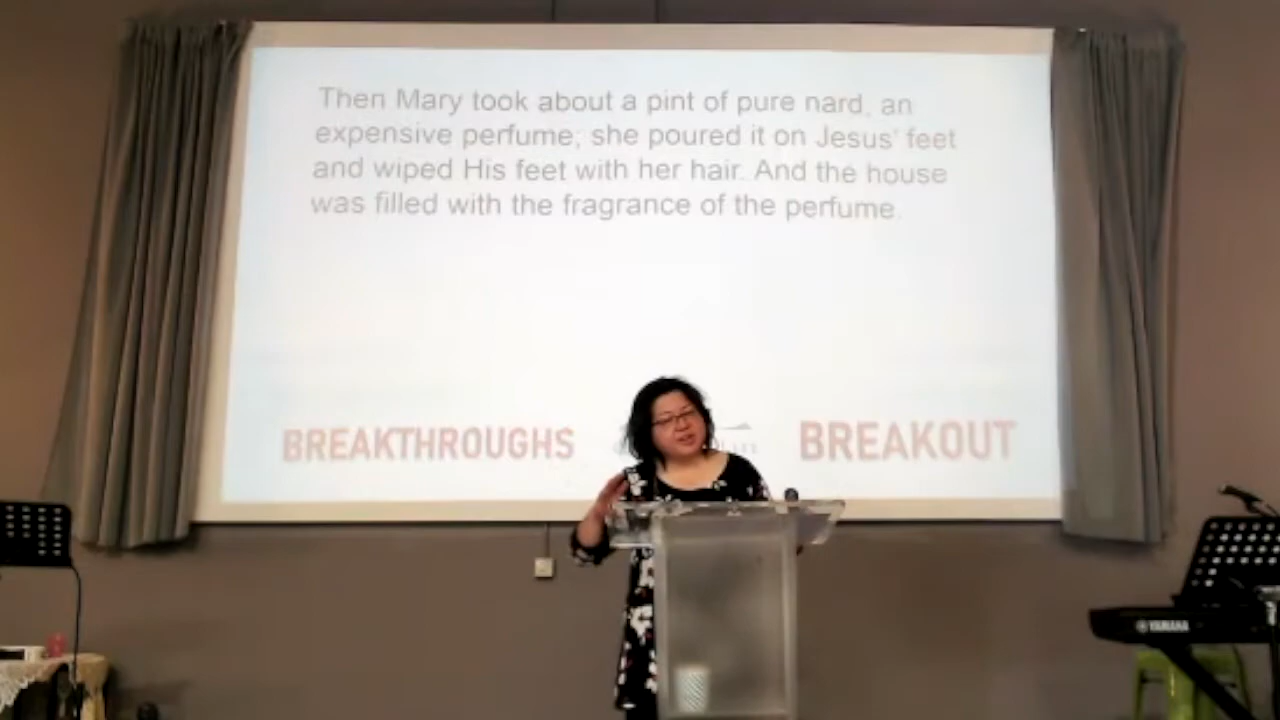 Then Mary took about a pint of pure nard, an
expensive perfume; she poured it on Jesus' feet
and wiped His feet with her hair. And the house
was filled with the fragrance of the perfume.
BREAKTHROUGHS
BREAKOUT
YAMAHA